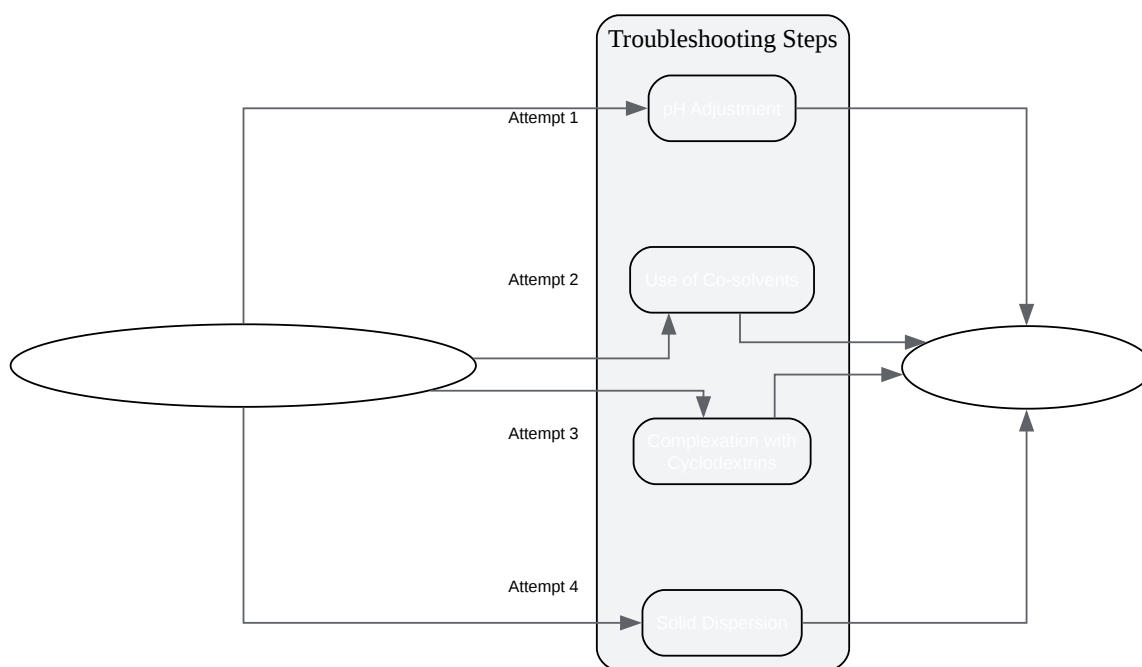 Troubleshooting Steps
Attempt 1
pH Adjustment
Attempt 2
Use of Co-solvents
Attempt 3
Complexation with
Cyclodextrins
Attempt 4
Solid Dispersion